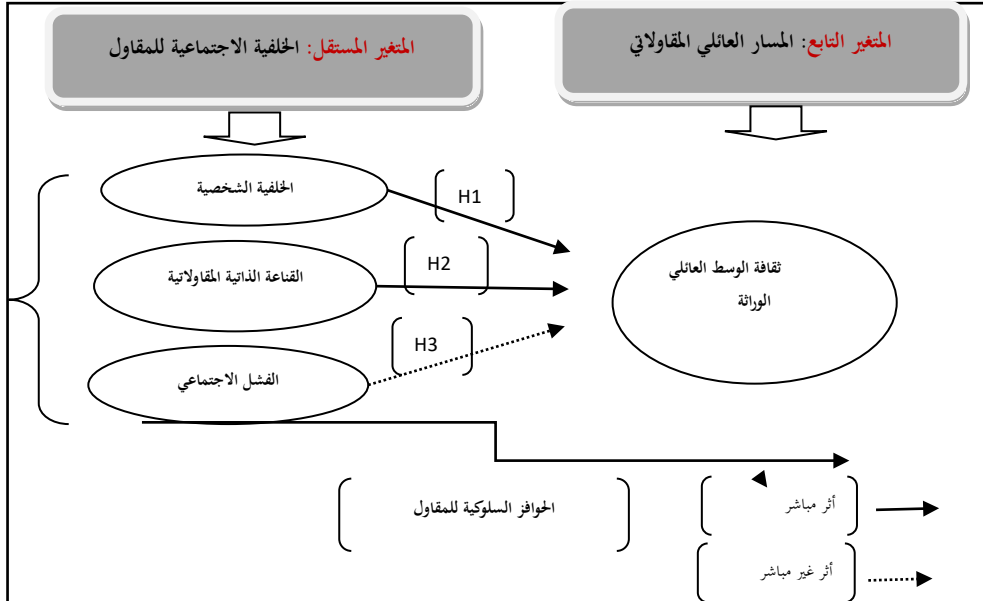 المتغير المستقل: الخلفية الاجتماعية للمقاول
المتغير التابع: المسار العائلي المقاولاتي
الخلفية الشخصية
H1
القناعة الذاتية المقاولاتية
H2
ثقافة الوسط العائلي
الوراثة
H3
الفشل الاجتماعي
الحوافز السلوكية للمقاول
أثر مباشر
أثر غير مباشر